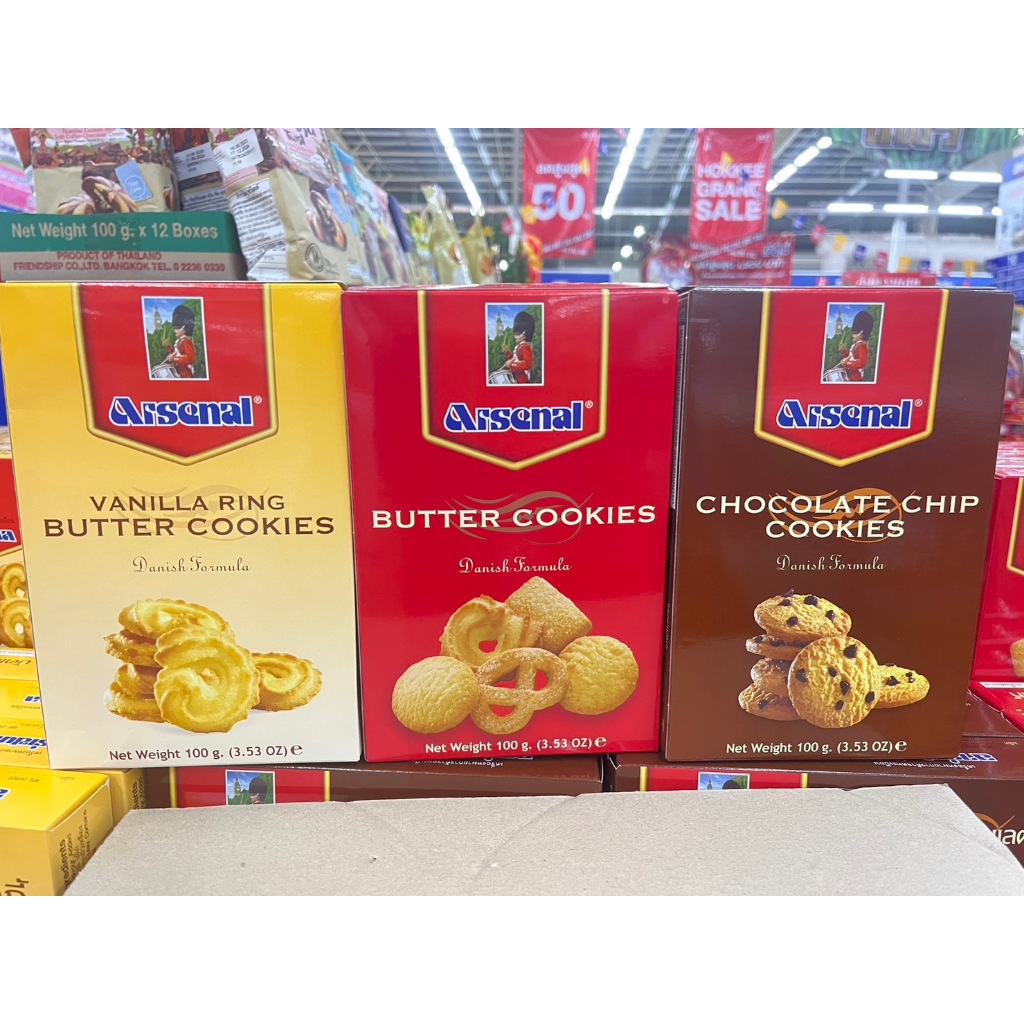 Net Weight 100 g. x 12 Boxes
PRODUCT OF THAILAND
FRIENDSHIP CO.,LTD. BANGKOK TEL. 0 2236 0330
50
HOKKEE
GRAND
SALE
Arsenal®
VANILLA RING
BUTTER COOKIES
Danish Formula
Net Weight 100 g. (3.53 OZ) ℮
Arsenal®
BUTTER COOKIES
Danish Formula
Net Weight 100 g. (3.53 OZ) ℮
Arsenal®
CHOCOLATE CHIP
COOKIES
Danish Formula
Net Weight 100 g. (3.53 OZ) ℮